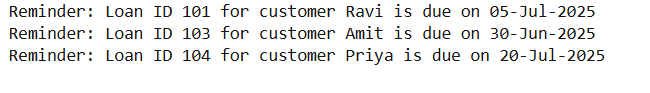 Reminder: Loan ID 101 for customer Ravi is due on 05-Jul-2025
Reminder: Loan ID 103 for customer Amit is due on 30-Jun-2025
Reminder: Loan ID 104 for customer Priya is due on 20-Jul-2025